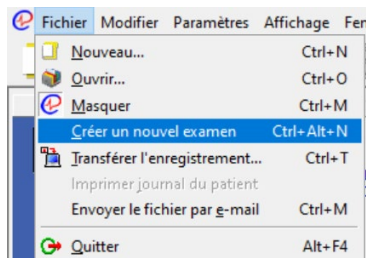 Fichier Modifier Paramètres Affichage Fer
Nouveau... Ctrl+N
Ouvrir... Ctrl+O
Masquer Ctrl+M
Créer un nouvel examen Ctrl+Alt+N
Transférer l'enregistrement... Ctrl+T
Imprimer journal du patient
Envoyer le fichier par e-mail Ctrl+M
Quitter Alt+F4